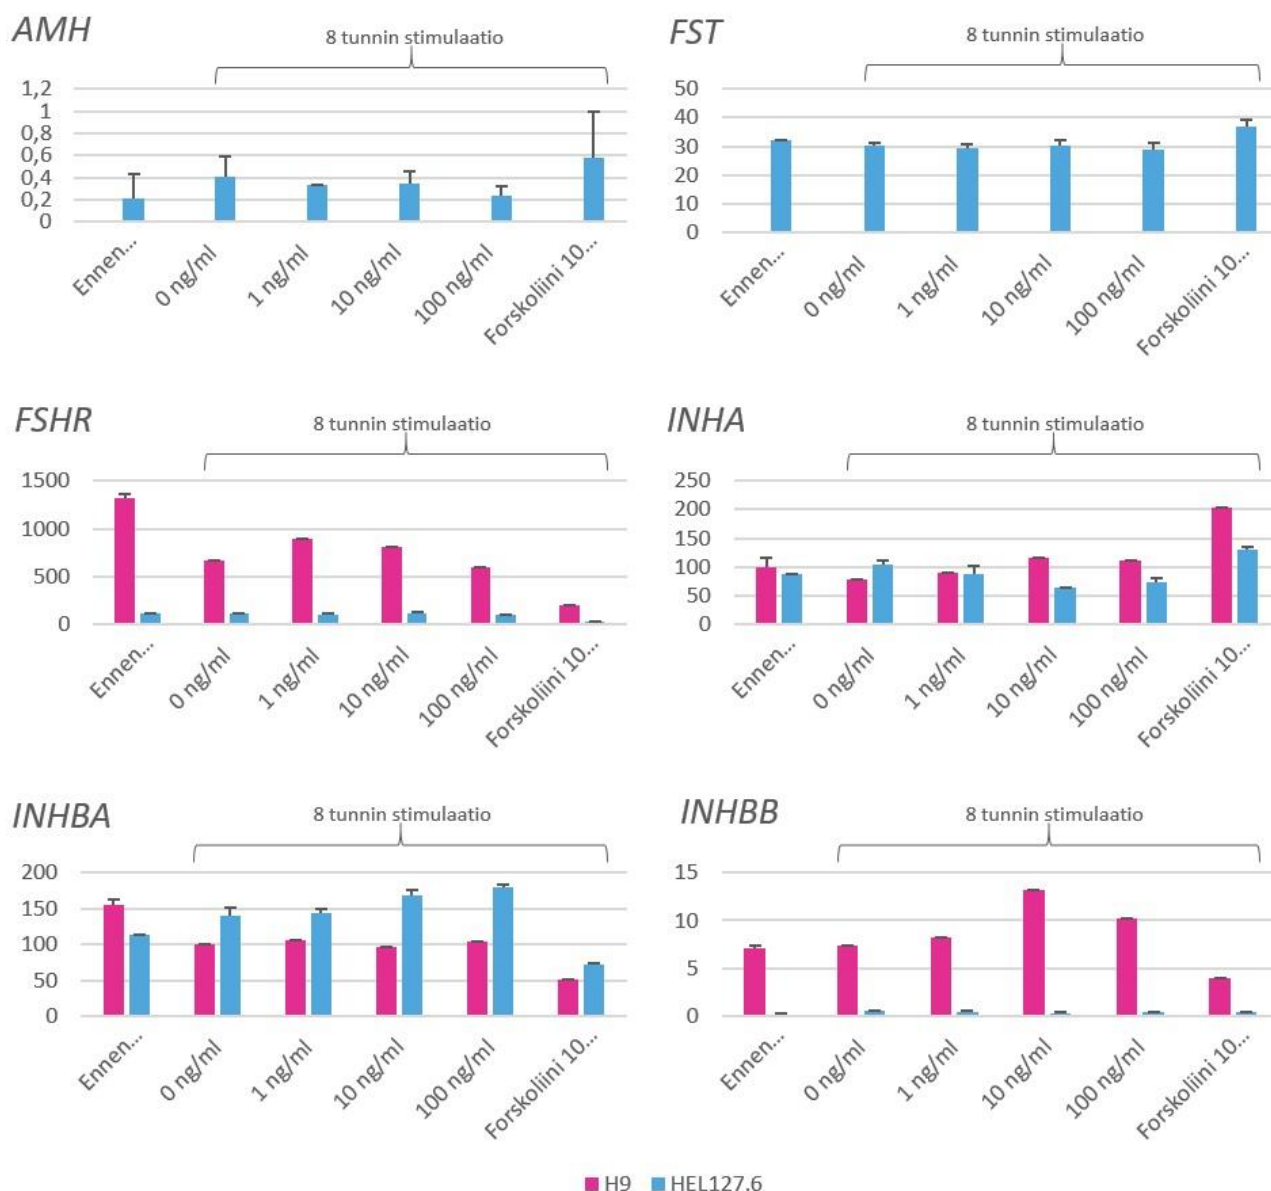 AMH
8 tunnin stimulaatio
1,2
1
0,8
0,6
0,4
0,2
0
Ennen...
0 ng/ml
1 ng/ml
10 ng/ml
100 ng/ml
Forskoliini 10...
FST
8 tunnin stimulaatio
50
40
30
20
10
0
Ennen...
0 ng/ml
1 ng/ml
10 ng/ml
100 ng/ml
Forskoliini 10...
FSHR
8 tunnin stimulaatio
1500
1000
500
0
Ennen...
0 ng/ml
1 ng/ml
10 ng/ml
100 ng/ml
Forskoliini 10...
INHA
8 tunnin stimulaatio
250
200
150
100
50
0
Ennen...
0 ng/ml
1 ng/ml
10 ng/ml
100 ng/ml
Forskoliini 10...
INHBA
8 tunnin stimulaatio
200
150
100
50
0
Ennen...
0 ng/ml
1 ng/ml
10 ng/ml
100 ng/ml
Forskoliini 10...
INHBB
8 tunnin stimulaatio
15
10
5
0
Ennen...
0 ng/ml
1 ng/ml
10 ng/ml
100 ng/ml
Forskoliini 10...
H9 HEL127.6